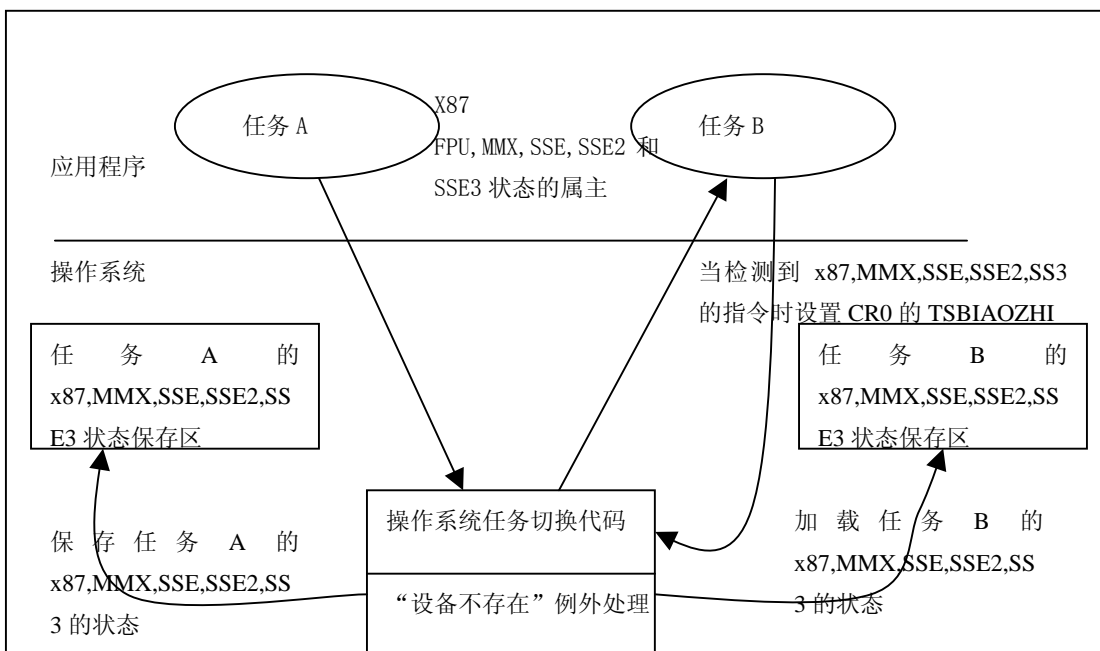 任务 A
X87
FPU,MMX,SSE,SSE2 和
SSE3 状态的属主
任务 B
应用程序
操作系统
当检测到 x87,MMX,SSE,SSE2,SS3
的指令时设置 CR0 的 TSBIAOZHI
任务 A 的
x87,MMX,SSE,SSE2,SS
E3 状态保存区
任务 B 的
x87,MMX,SSE,SSE2,SS
E3 状态保存区
操作系统任务切换代码
“设备不存在”例外处理
保存任务 A 的
x87,MMX,SSE,SSE2,SS
3 的状态
加载任务 B 的
x87,MMX,SSE,SSE2,SS
3 的状态